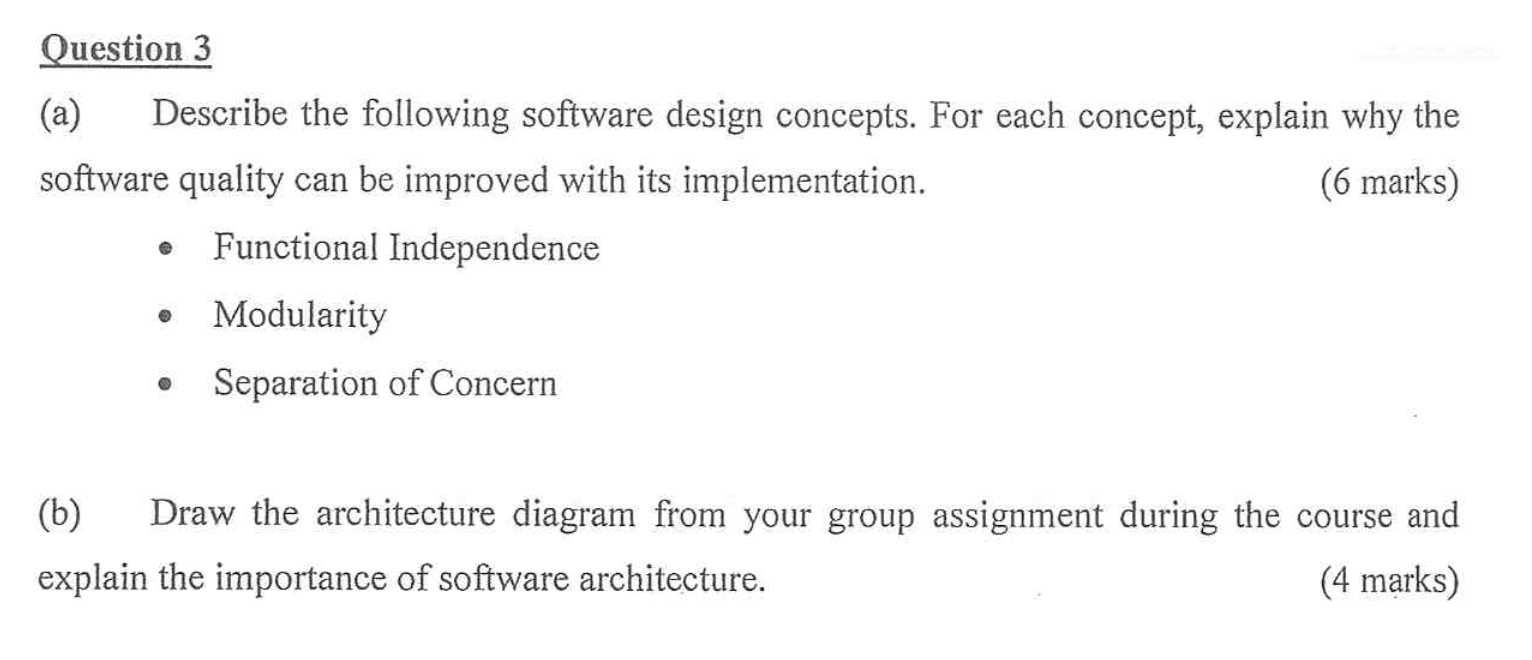 Question 3
(a) Describe the following software design concepts. For each concept, explain why the
software quality can be improved with its implementation. (6 marks)
• Functional Independence
• Modularity
• Separation of Concern
(b) Draw the architecture diagram from your group assignment during the course and
explain the importance of software architecture. (4 marks)